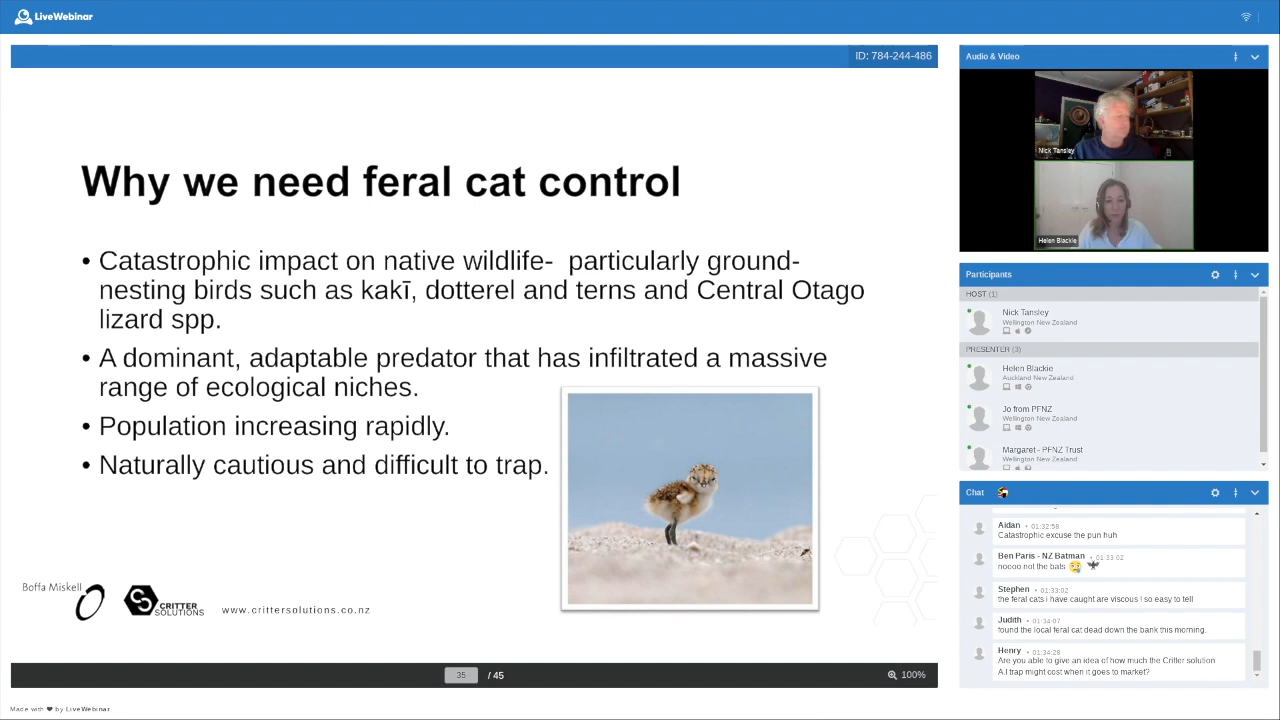 LiveWebinar
ID: 784-244-486
Why we need feral cat control
• Catastrophic impact on native wildlife-  particularly ground-
nesting birds such as kakī, dotterel and terns and Central Otago
lizard spp.
• A dominant, adaptable predator that has infiltrated a massive
range of ecological niches.
• Population increasing rapidly.
• Naturally cautious and difficult to trap.
Boffa Miskell
CRITTER
SOLUTIONS
www.crittersolutions.co.nz
35 / 45
100%
Made with ❤ by LiveWebinar
Audio & Video
Nick Tansley
Helen Blackie
Participants
HOST (1)
Nick Tansley
Wellington New Zealand
PRESENTER (3)
Helen Blackie
Auckland New Zealand
Jo from PFNZ
Wellington New Zealand
Margaret - PFNZ Trust
Wellington New Zealand
Chat
Aidan • 01:32:58
Catastrophic excuse the pun huh
Ben Paris - NZ Batman • 01:33:02
noooo not the bats 😢
Stephen • 01:33:02
the feral cats i have caught are viscous ! so easy to tell
Judith • 01:34:07
found the local feral cat dead down the bank this morning.
Henry • 01:34:28
Are you able to give an idea of how much the Critter solution
A.I trap might cost when it goes to market?